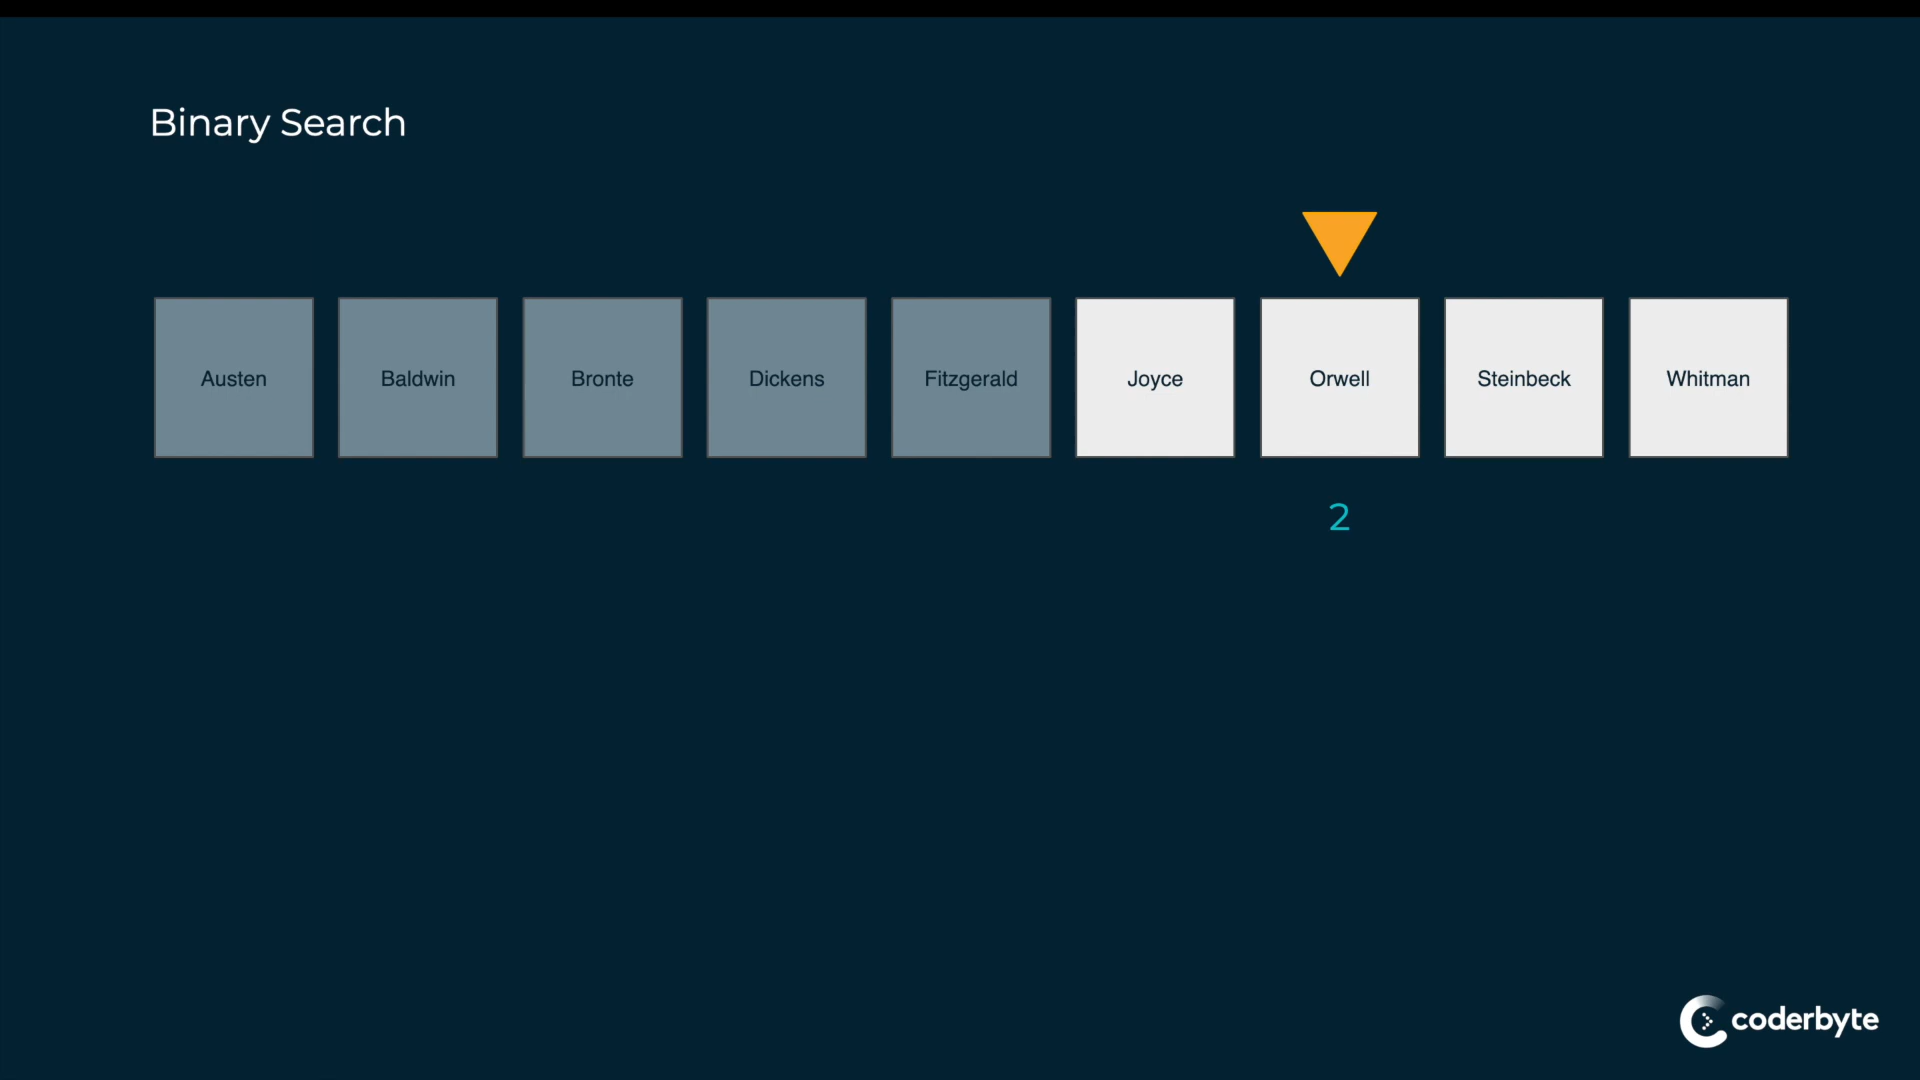 Binary Search
Austen Baldwin Bronte Dickens Fitzgerald Joyce Orwell Steinbeck Whitman
2
coderbyte